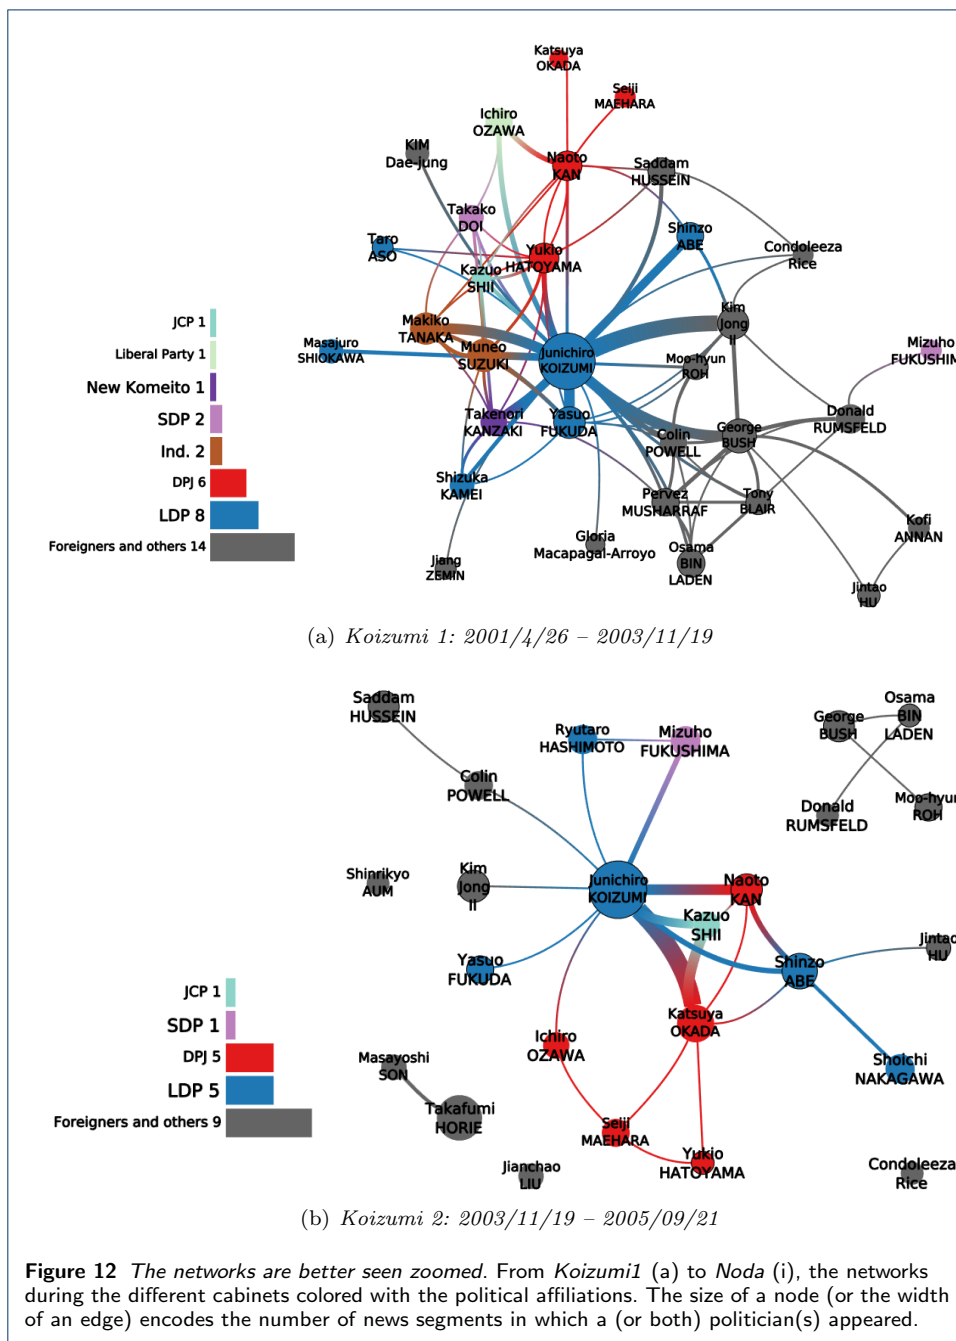 Katsuya
OKADA
Seiji
MAEHARA
Ichiro
OZAWA
KIM
Dae-jung
Naoto
KAN
Saddam
HUSSEIN
Takako
DOI
Shinzo
ABE
Taro
ASO
Yukio
HATOYAMA
Condoleeza
Rice
Kazuo
SHII
Kim
Jong
Il
JCP 1
Makiko
TANAKA
Masajuro
SHIOKAWA
Muneo
SUZUKI
Junichiro
KOIZUMI
Moo-hyun
ROH
Mizuho
FUKUSHIM
Liberal Party 1
New Komeito 1
SDP 2
Ind. 2
DPJ 6
LDP 8
Foreigners and others 14
Takenori
KANZAKI
Yasuo
FUKUDA
Colin
POWELL
George
BUSH
Donald
RUMSFELD
Shizuka
KAMEI
Pervez
MUSHARRAF
Tony
BLAIR
Kofi
ANNAN
Gloria
Macapagal-Arroyo
Osama
BIN
LADEN
Jiang
ZEMIN
Jintao
HU
(a) Koizumi 1: 2001/4/26 – 2003/11/19
Saddam
HUSSEIN
Ryutaro
HASHIMOTO
Mizuho
FUKUSHIMA
George
BUSH
Osama
BIN
LADEN
Colin
POWELL
Donald
RUMSFELD
Moo-hyun
ROH
Shinrikyo
AUM
Kim
Jong
Il
Junichiro
KOIZUMI
Naoto
KAN
Kazuo
SHII
Jintao
HU
Yasuo
FUKUDA
Shinzo
ABE
JCP 1
SDP 1
DPJ 5
LDP 5
Foreigners and others 9
Katsuya
OKADA
Ichiro
OZAWA
Masayoshi
SON
Shoichi
NAKAGAWA
Takafumi
HORIE
Seiji
MAEHARA
Yukio
HATOYAMA
Jianchao
LIU
Condoleeza
Rice
(b) Koizumi 2: 2003/11/19 – 2005/09/21
Figure 12 The networks are better seen zoomed. From Koizumi1 (a) to Noda (i), the networks
during the different cabinets colored with the political affiliations. The size of a node (or the width
of an edge) encodes the number of news segments in which a (or both) politician(s) appeared.